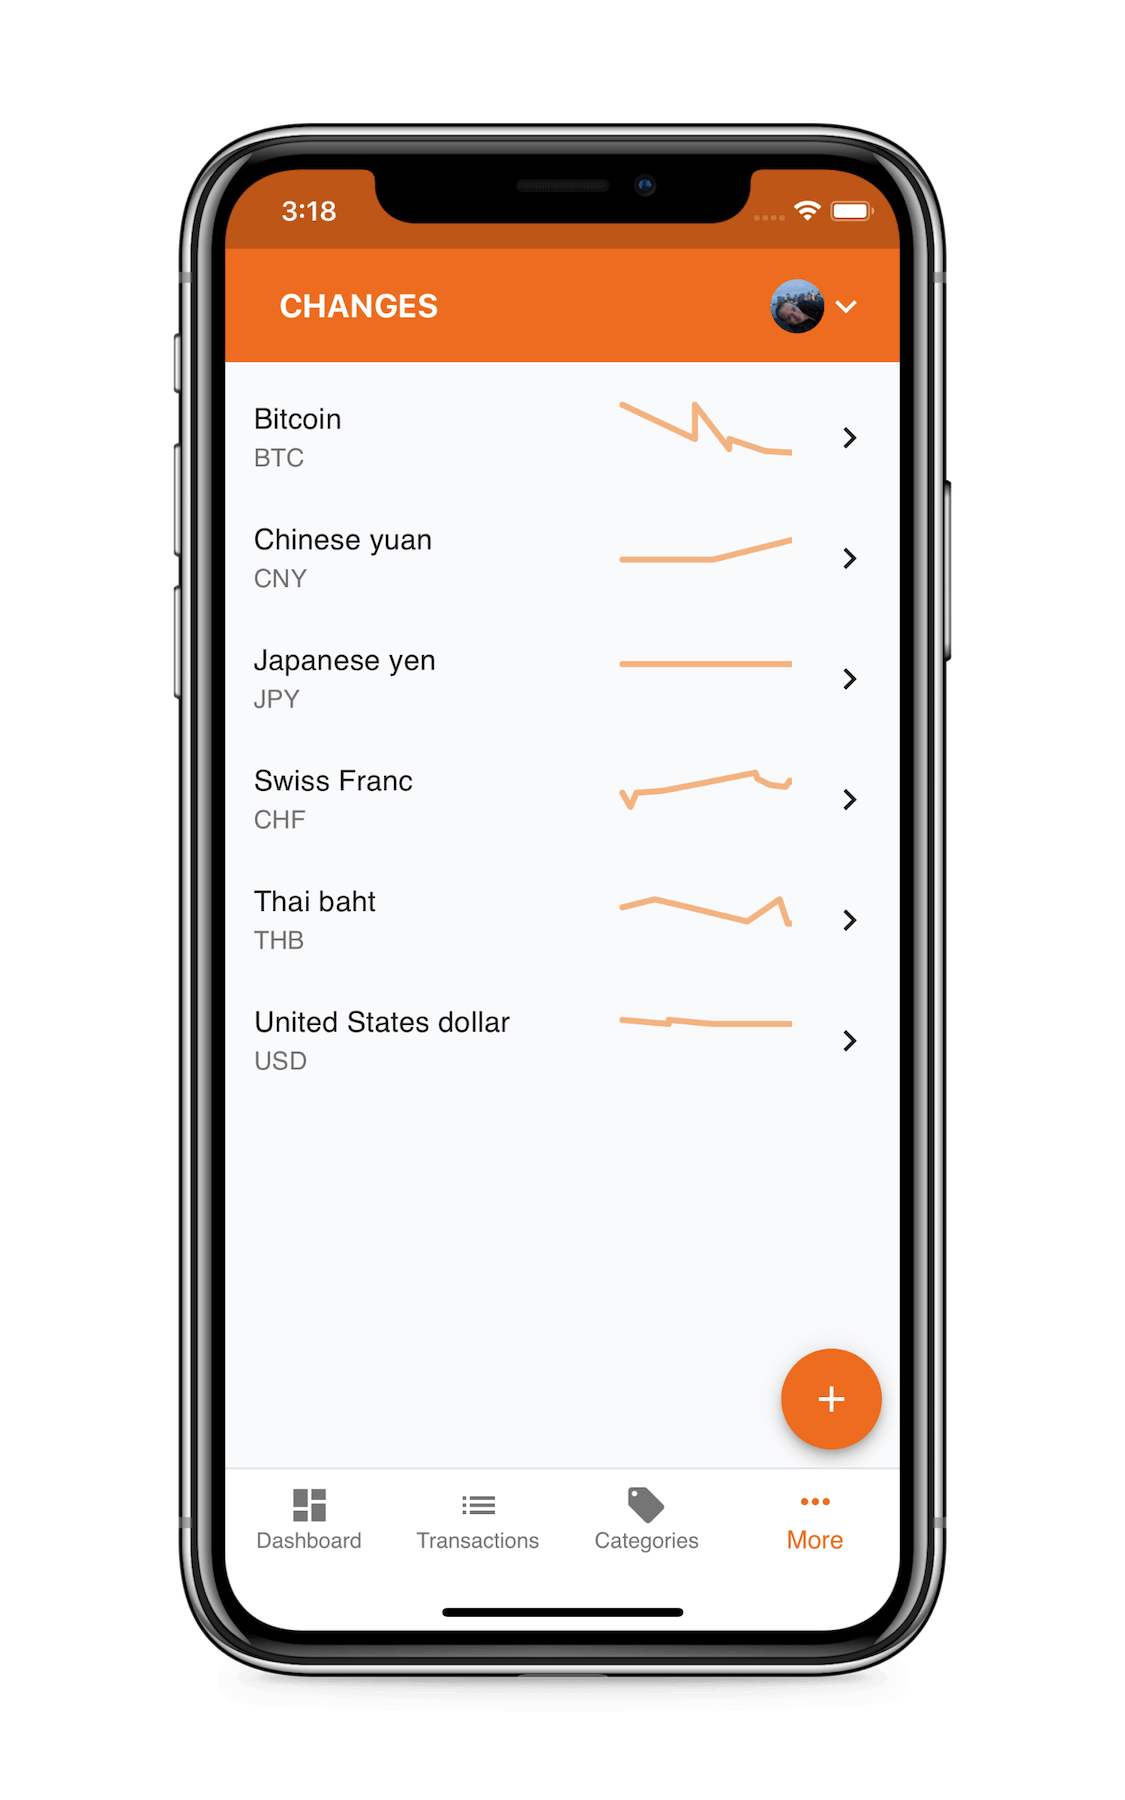 3:18
CHANGES
Bitcoin
BTC
Chinese yuan
CNY
Japanese yen
JPY
Swiss Franc
CHF
Thai baht
THB
United States dollar
USD
Dashboard
Transactions
Categories
More